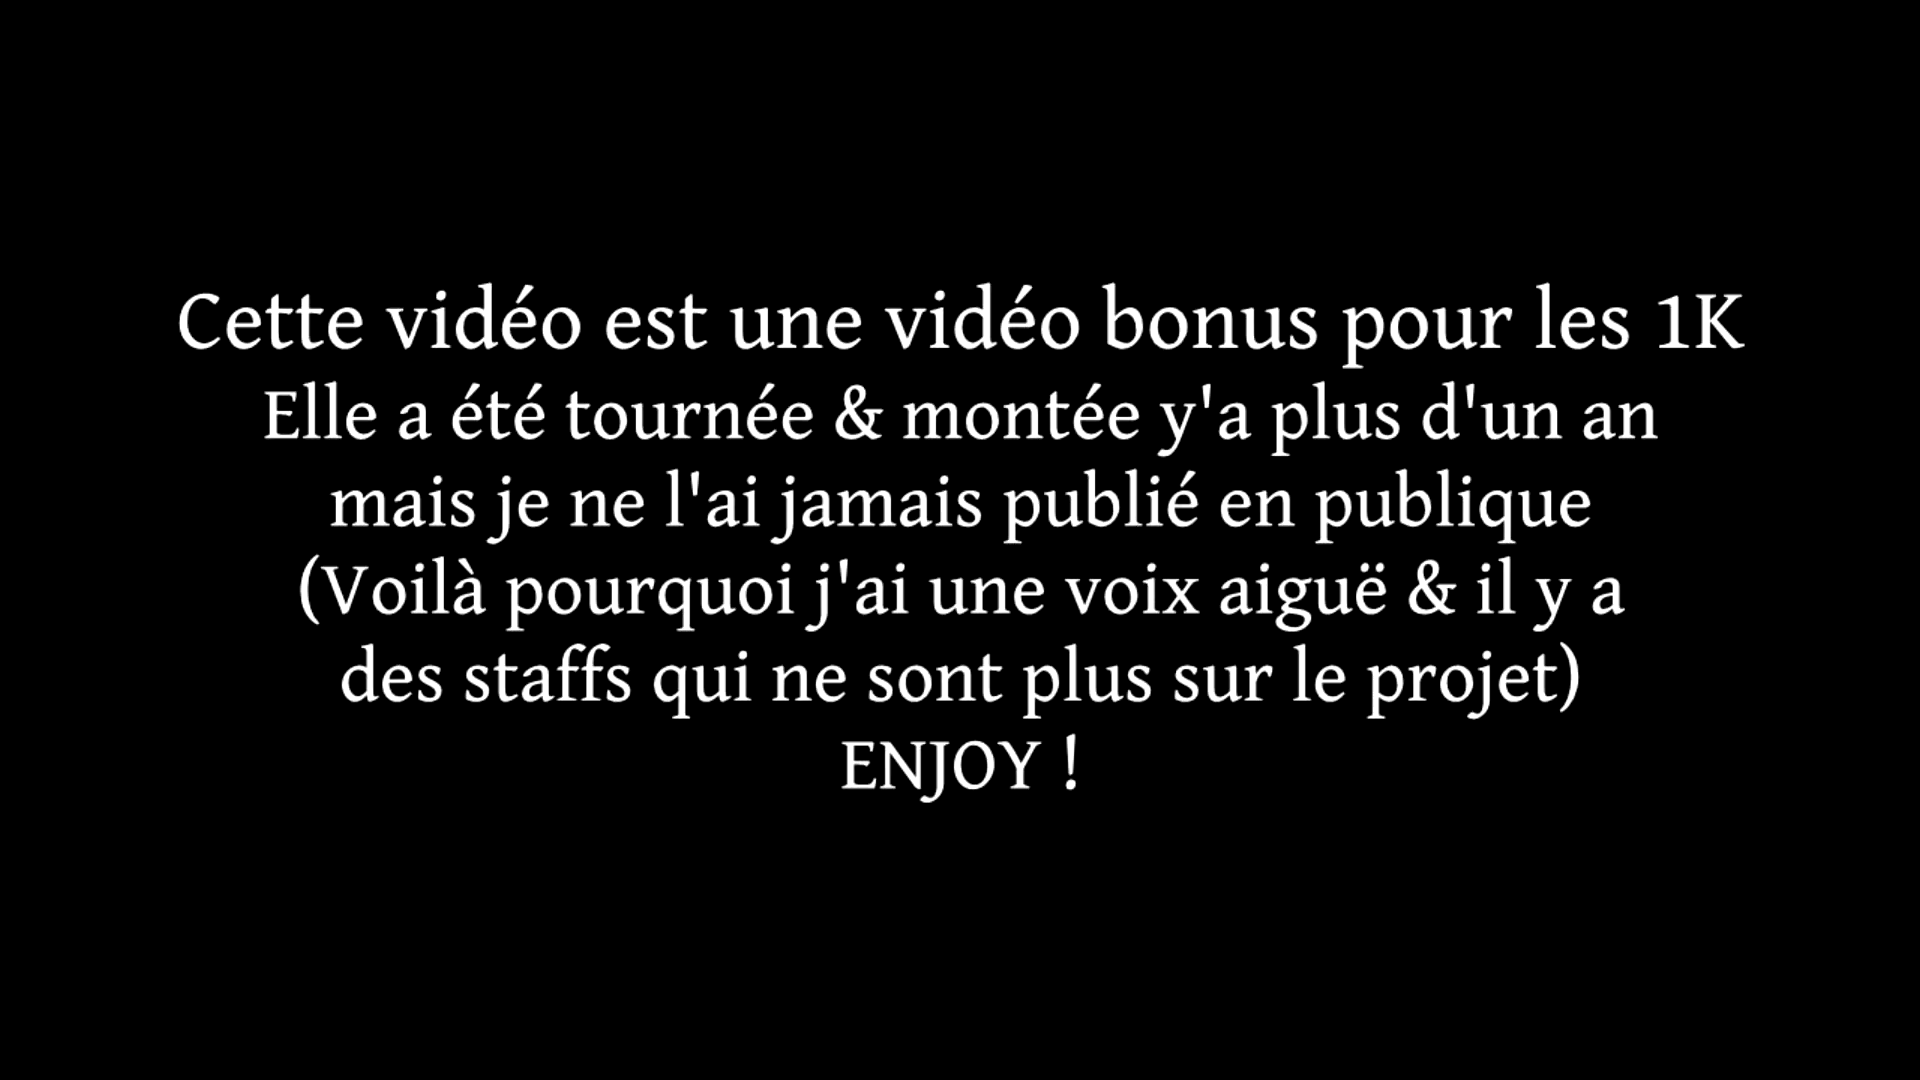 Cette vidéo est une vidéo bonus pour les 1K
Elle a été tournée & montée y'a plus d'un an
mais je ne l'ai jamais publié en publique
(Voilà pourquoi j'ai une voix aiguë & il y a
des staffs qui ne sont plus sur le projet)
ENJOY !